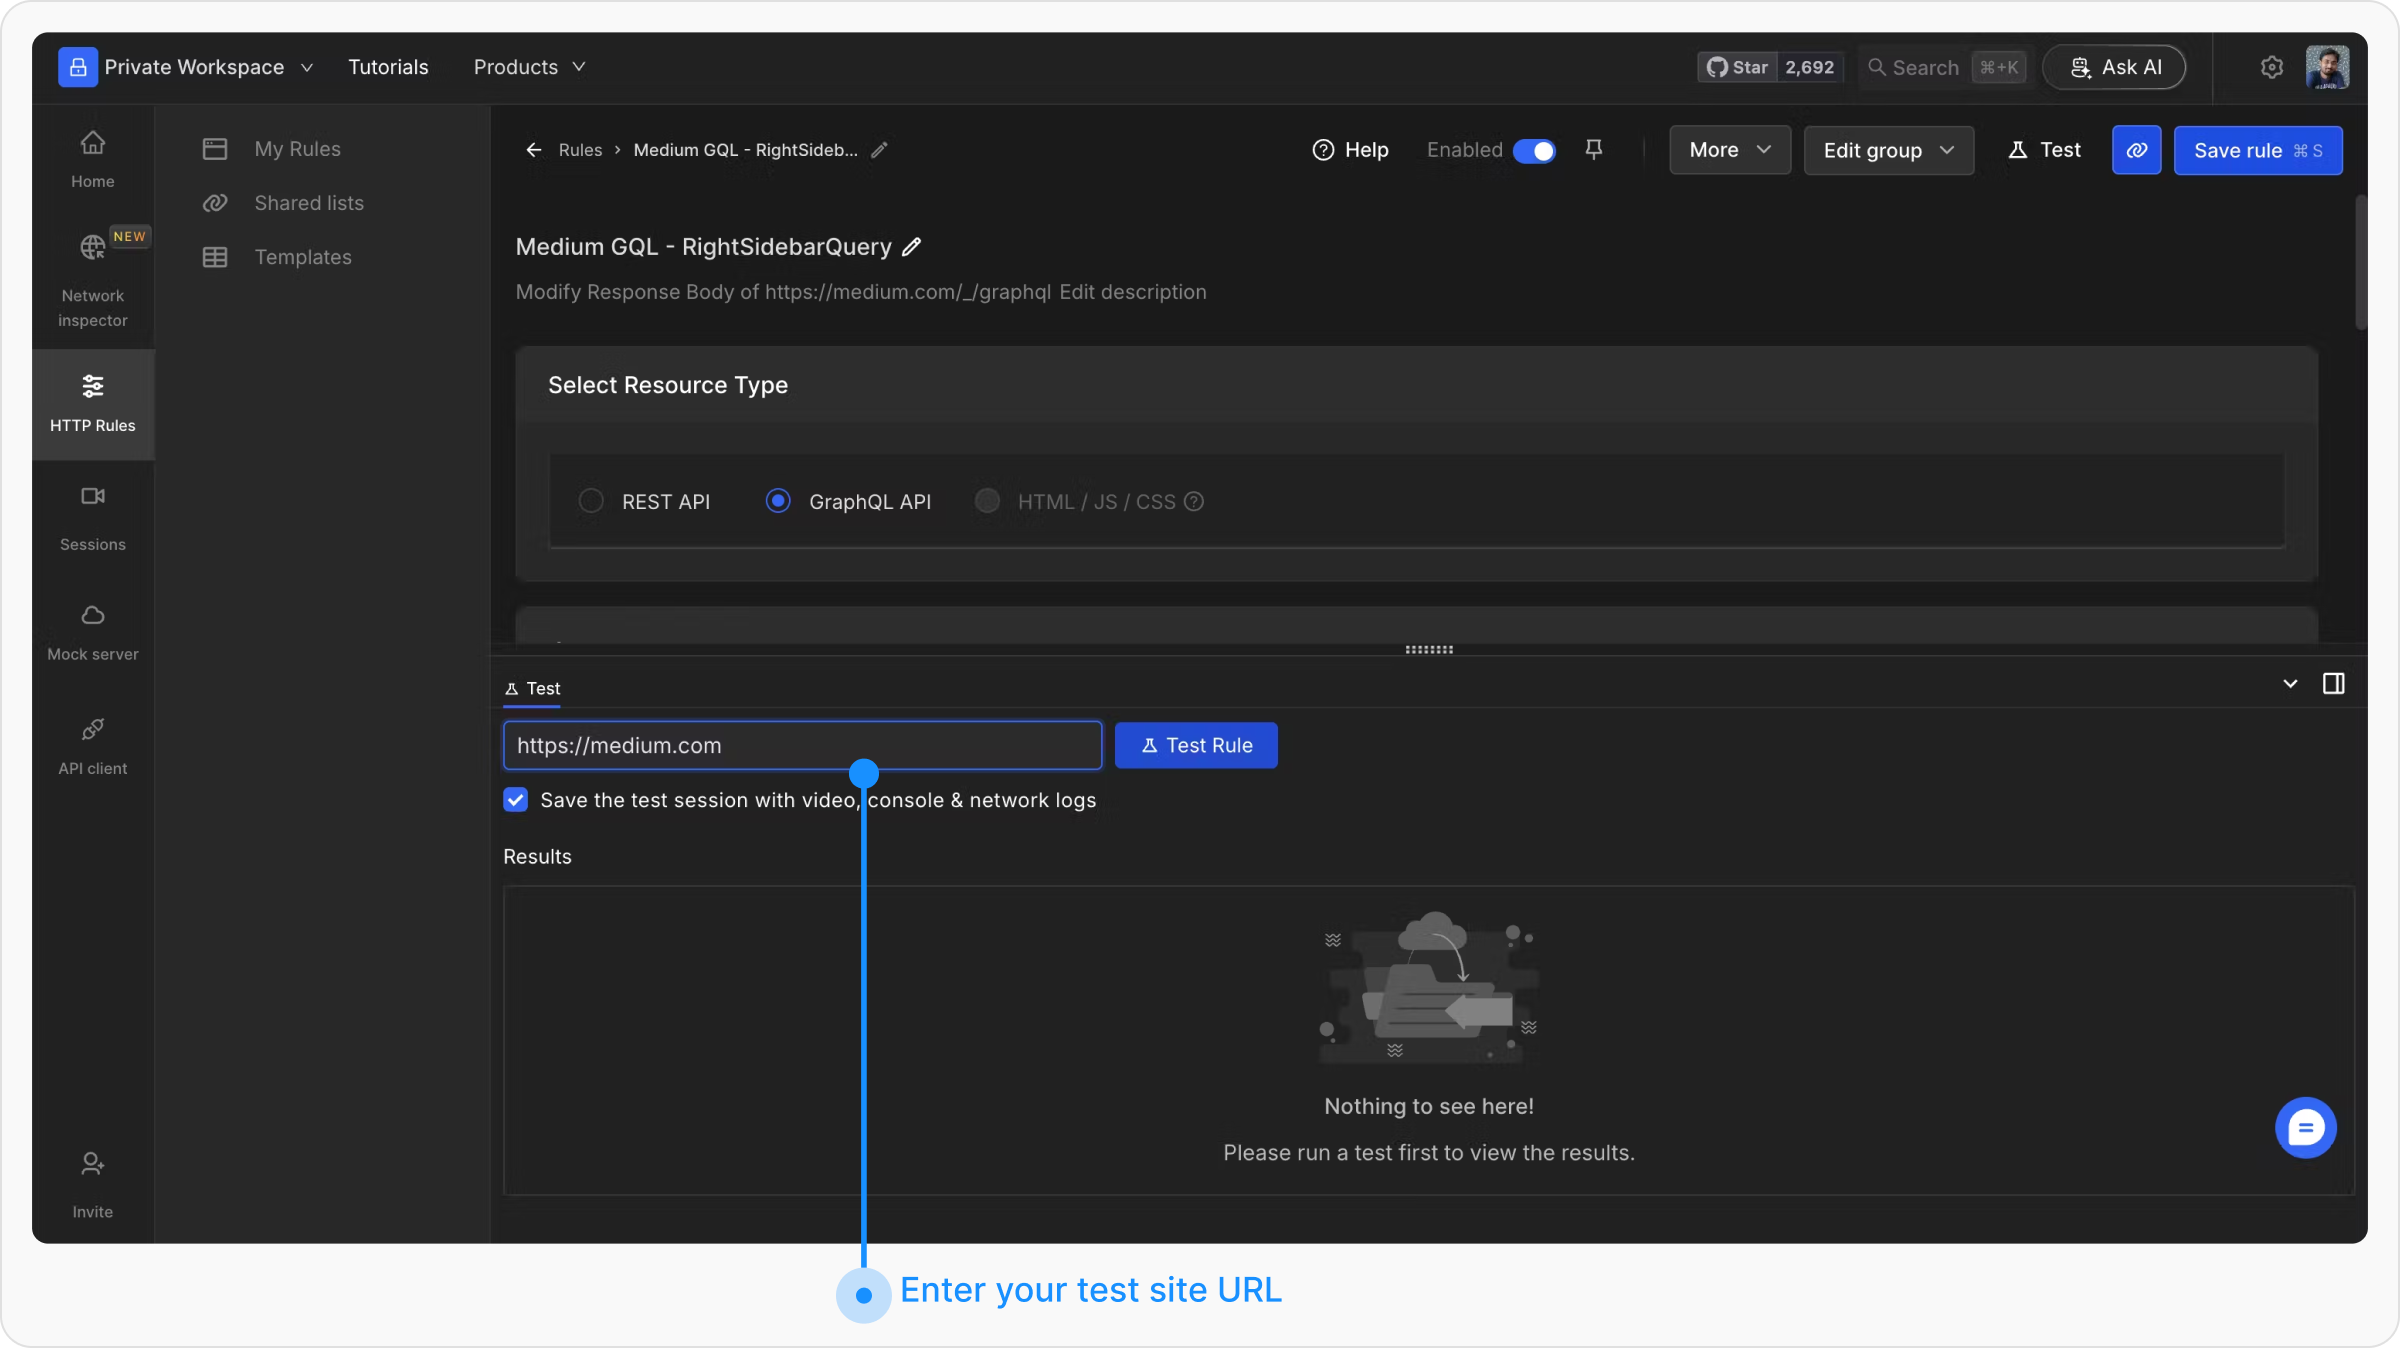 Private Workspace
Tutorials
Products
Star 2,692
Search ⌘+K
Ask AI
Home
NEW
Network
inspector
HTTP Rules
Sessions
Mock server
API client
Invite
My Rules
Shared lists
Templates
Rules › Medium GQL - RightSideb...
Help
Enabled
More
Edit group
Test
Save rule ⌘ S
Medium GQL - RightSidebarQuery
Modify Response Body of https://medium.com/_/graphql Edit description
Select Resource Type
REST API
GraphQL API
HTML / JS / CSS
Test
https://medium.com
Test Rule
Save the test session with video, console & network logs
Results
Nothing to see here!
Please run a test first to view the results.
Enter your test site URL